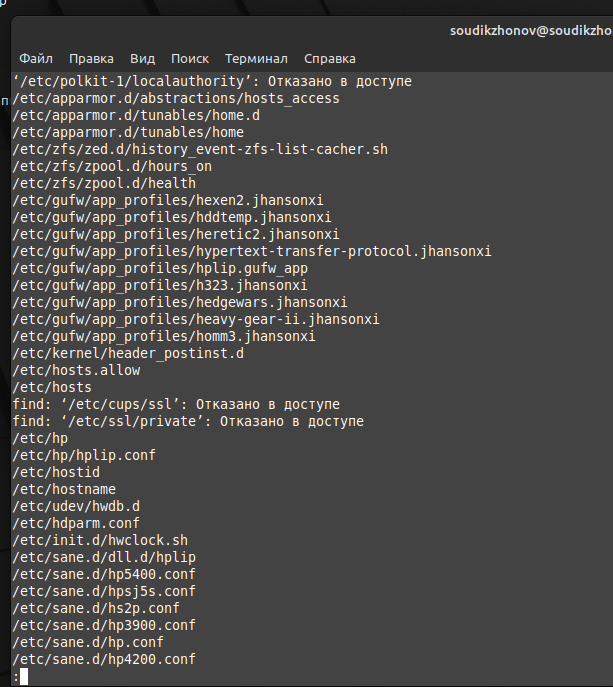 р
soudikzhonov@soudikzho
Файл Правка Вид Поиск Терминал Справка
‘/etc/polkit-1/localauthority’: Отказано в доступе
п
/etc/apparmor.d/abstractions/hosts_access
/etc/apparmor.d/tunables/home.d
/etc/apparmor.d/tunables/home
/etc/zfs/zed.d/history_event-zfs-list-cacher.sh
/etc/zfs/zpool.d/hours_on
/etc/zfs/zpool.d/health
/etc/gufw/app_profiles/hexen2.jhansonxi
/etc/gufw/app_profiles/hddtemp.jhansonxi
/etc/gufw/app_profiles/heretic2.jhansonxi
/etc/gufw/app_profiles/hypertext-transfer-protocol.jhansonxi
/etc/gufw/app_profiles/hplip.gufw_app
/etc/gufw/app_profiles/h323.jhansonxi
/etc/gufw/app_profiles/hedgewars.jhansonxi
/etc/gufw/app_profiles/heavy-gear-ii.jhansonxi
/etc/gufw/app_profiles/homm3.jhansonxi
/etc/kernel/header_postinst.d
/etc/hosts.allow
/etc/hosts
find: ‘/etc/cups/ssl’: Отказано в доступе
find: ‘/etc/ssl/private’: Отказано в доступе
/etc/hp
/etc/hp/hplip.conf
/etc/hostid
/etc/hostname
/etc/udev/hwdb.d
/etc/hdparm.conf
/etc/init.d/hwclock.sh
/etc/sane.d/dll.d/hplip
/etc/sane.d/hp5400.conf
/etc/sane.d/hpsj5s.conf
/etc/sane.d/hs2p.conf
/etc/sane.d/hp3900.conf
/etc/sane.d/hp.conf
/etc/sane.d/hp4200.conf
: